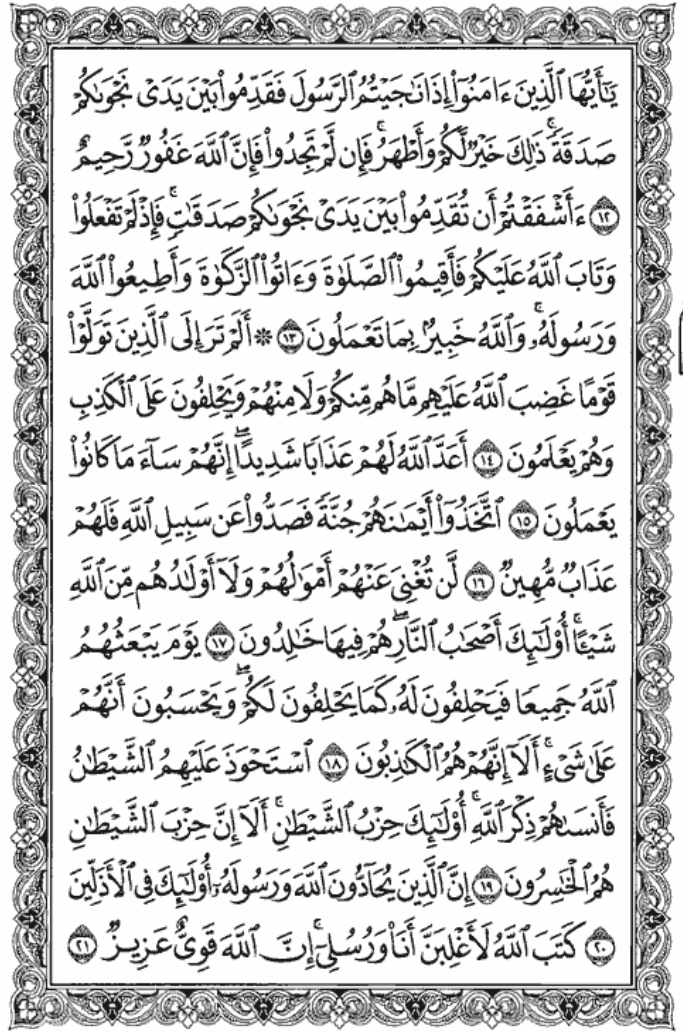 يَـٰٓأَيُّهَا ٱلَّذِينَ ءَامَنُوٓا۟ إِذَا نَـٰجَيْتُمُ ٱلرَّسُولَ فَقَدِّمُوا۟ بَيْنَ يَدَىْ نَجْوَىٰكُمْ
صَدَقَةً ۚ ذَٰلِكَ خَيْرٌ لَّكُمْ وَأَطْهَرُ ۚ فَإِن لَّمْ تَجِدُوا۟ فَإِنَّ ٱللَّهَ غَفُورٌ رَّحِيمٌ
١٢ ءَأَشْفَقْتُمْ أَن تُقَدِّمُوا۟ بَيْنَ يَدَىْ نَجْوَىٰكُمْ صَدَقَـٰتٍ ۚ فَإِذْ لَمْ تَفْعَلُوا۟
وَتَابَ ٱللَّهُ عَلَيْكُمْ فَأَقِيمُوا۟ ٱلصَّلَوٰةَ وَءَاتُوا۟ ٱلزَّكَوٰةَ وَأَطِيعُوا۟ ٱللَّهَ
وَرَسُولَهُۥ ۚ وَٱللَّهُ خَبِيرٌۢ بِمَا تَعْمَلُونَ ١٣ ۞ أَلَمْ تَرَ إِلَى ٱلَّذِينَ تَوَلَّوْا۟
قَوْمًا غَضِبَ ٱللَّهُ عَلَيْهِم مَّا هُم مِّنكُمْ وَلَا مِنْهُمْ وَيَحْلِفُونَ عَلَى ٱلْكَذِبِ
وَهُمْ يَعْلَمُونَ ١٤ أَعَدَّ ٱللَّهُ لَهُمْ عَذَابًا شَدِيدًا ۖ إِنَّهُمْ سَآءَ مَا كَانُوا۟
يَعْمَلُونَ ١٥ ٱتَّخَذُوٓا۟ أَيْمَـٰنَهُمْ جُنَّةً فَصَدُّوا۟ عَن سَبِيلِ ٱللَّهِ فَلَهُمْ
عَذَابٌ مُّهِينٌ ١٦ لَّن تُغْنِىَ عَنْهُمْ أَمْوَٰلُهُمْ وَلَآ أَوْلَـٰدُهُم مِّنَ ٱللَّهِ
شَيْـًٔا ۚ أُو۟لَـٰٓئِكَ أَصْحَـٰبُ ٱلنَّارِ ۖ هُمْ فِيهَا خَـٰلِدُونَ ١٧ يَوْمَ يَبْعَثُهُمُ
ٱللَّهُ جَمِيعًا فَيَحْلِفُونَ لَهُۥ كَمَا يَحْلِفُونَ لَكُمْ ۖ وَيَحْسَبُونَ أَنَّهُمْ
عَلَىٰ شَىْءٍ ۚ أَلَآ إِنَّهُمْ هُمُ ٱلْكَـٰذِبُونَ ١٨ ٱسْتَحْوَذَ عَلَيْهِمُ ٱلشَّيْطَـٰنُ
فَأَنسَىٰهُمْ ذِكْرَ ٱللَّهِ ۚ أُو۟لَـٰٓئِكَ حِزْبُ ٱلشَّيْطَـٰنِ ۚ أَلَآ إِنَّ حِزْبَ ٱلشَّيْطَـٰنِ
هُمُ ٱلْخَـٰسِرُونَ ١٩ إِنَّ ٱلَّذِينَ يُحَآدُّونَ ٱللَّهَ وَرَسُولَهُۥٓ أُو۟لَـٰٓئِكَ فِى ٱلْأَذَلِّينَ
٢٠ كَتَبَ ٱللَّهُ لَأَغْلِبَنَّ أَنَا۠ وَرُسُلِىٓ ۚ إِنَّ ٱللَّهَ قَوِىٌّ عَزِيزٌ ٢١